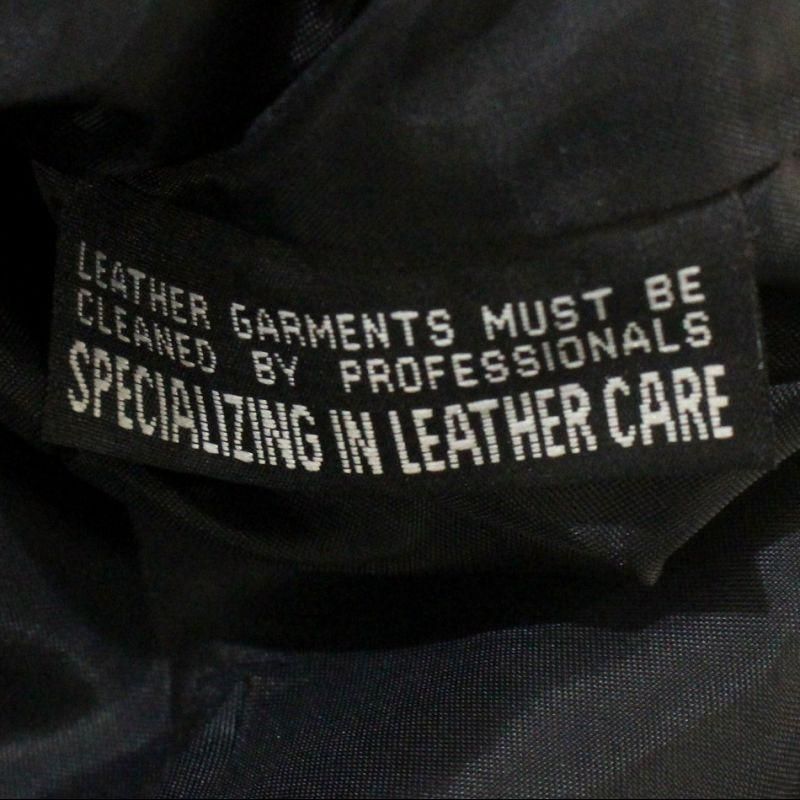 LEATHER GARMENTS MUST BE
CLEANED BY PROFESSIONALS
SPECIALIZING IN LEATHER CARE